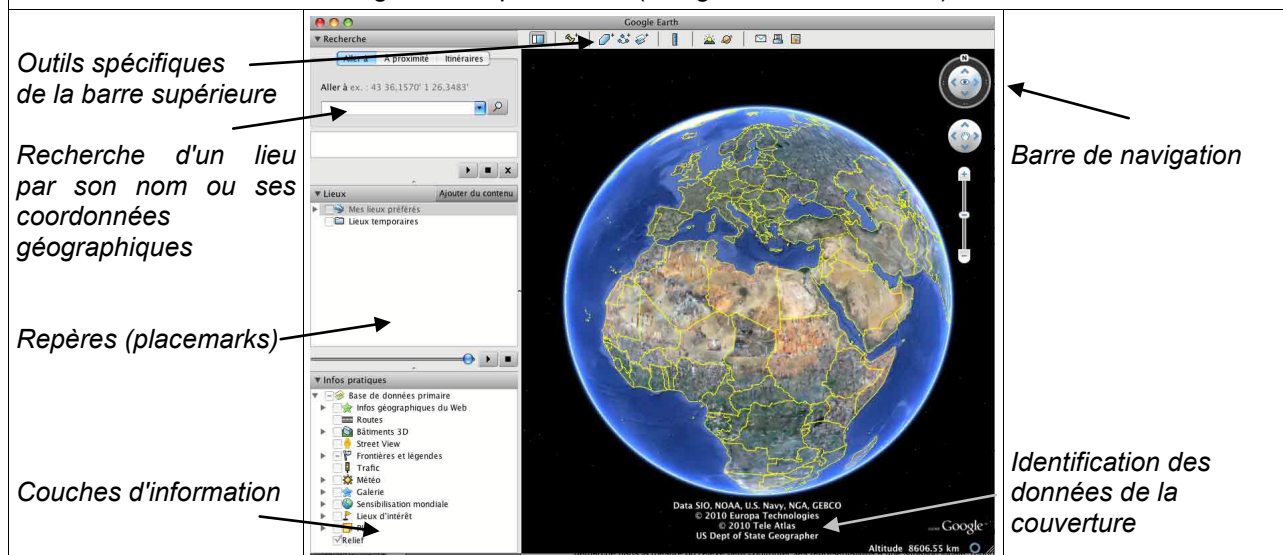 Google Earth
Outils spécifiques
de la barre supérieure
Recherche d'un lieu
par son nom ou ses
coordonnées
géographiques
Repères (placemarks)
Couches d'information
▼ Recherche
Aller à
À proximité
Itinéraires
Aller à ex. : 43 36,1570' 1 26,3483'
▼ Lieux
Ajouter du contenu
Mes lieux préférés
Lieux temporaires
▼ Infos pratiques
Base de données primaire
Infos géographiques du Web
Routes
Bâtiments 3D
Street View
Frontières et légendes
Trafic
Météo
Galerie
Sensibilisation mondiale
Lieux d'intérêt
Relief
N
Data SIO, NOAA, U.S. Navy, NGA, GEBCO
© 2010 Europa Technologies
© 2010 Tele Atlas
US Dept of State Geographer
Google
Altitude 8606.55 km
Barre de navigation
Identification des
données de la
couverture